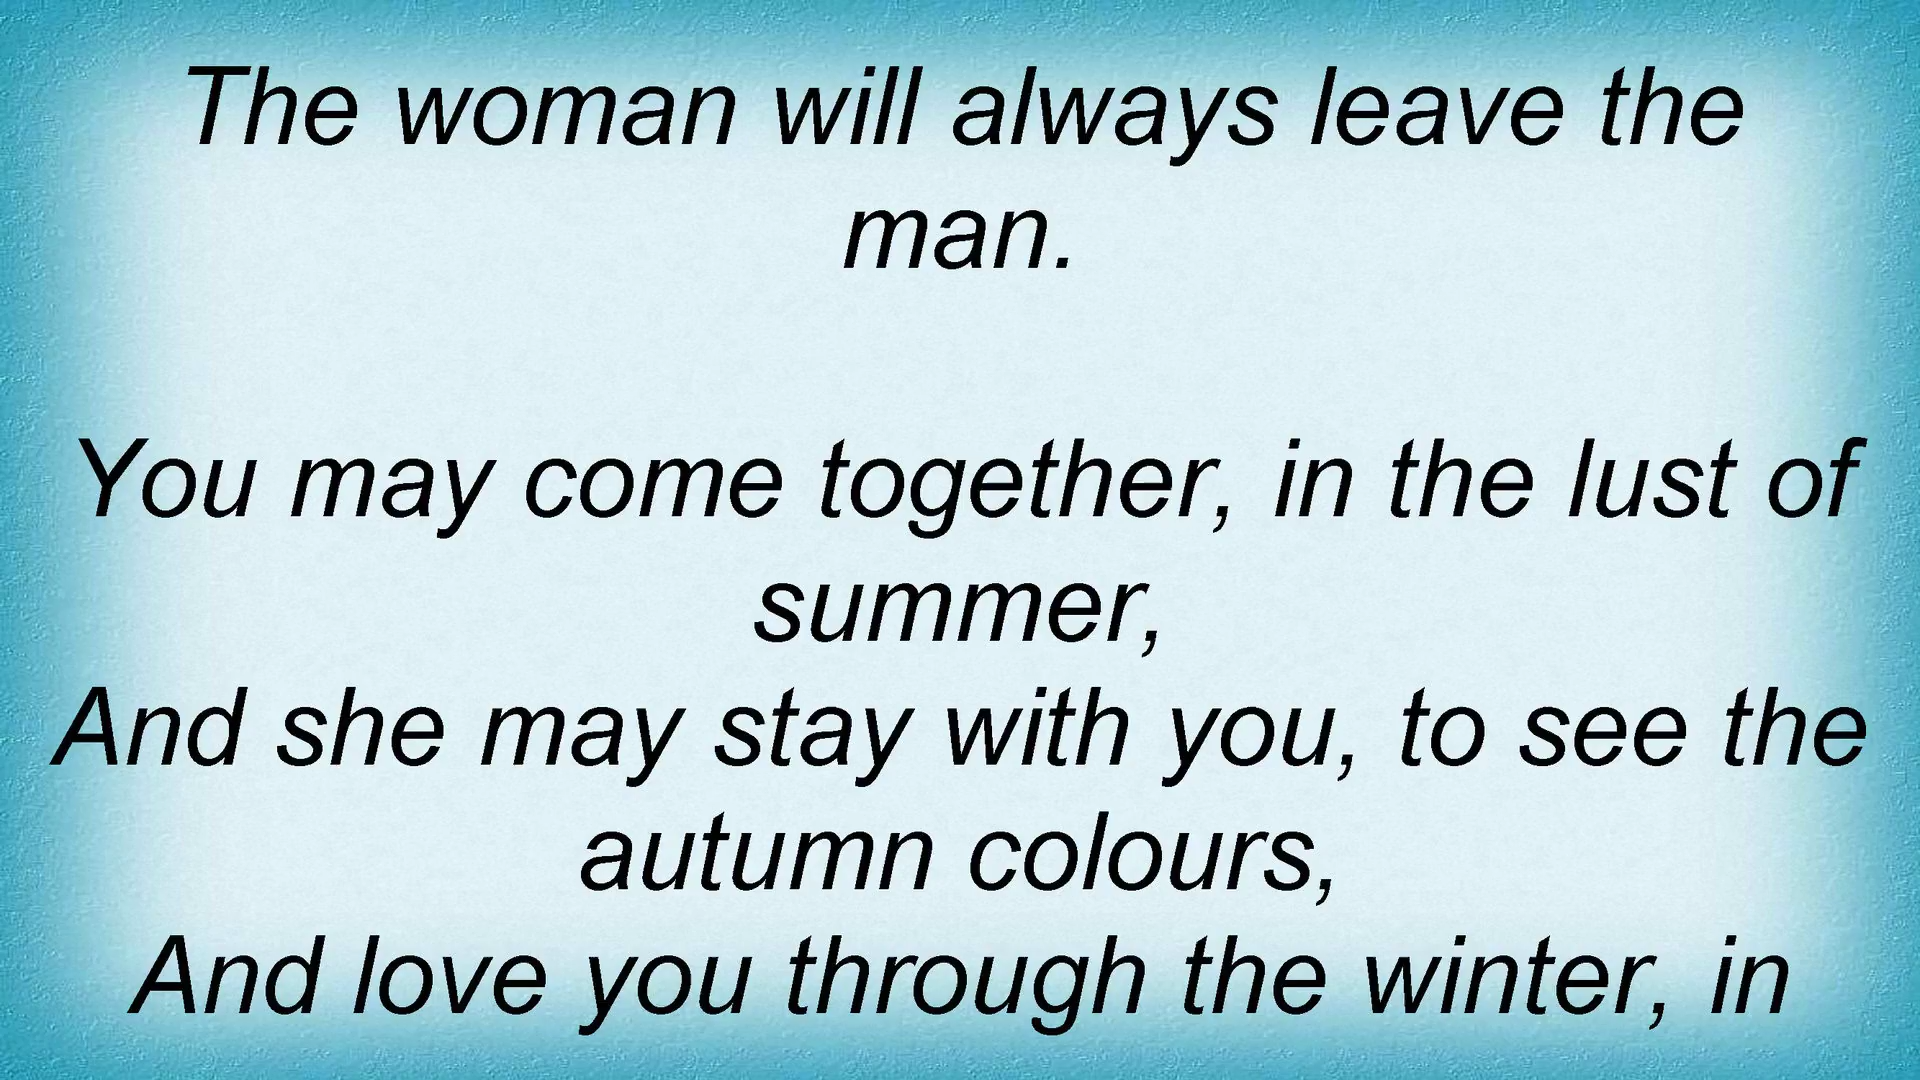 The woman will always leave the
man.
You may come together, in the lust of
summer,
And she may stay with you, to see the
autumn colours,
And love you through the winter, in